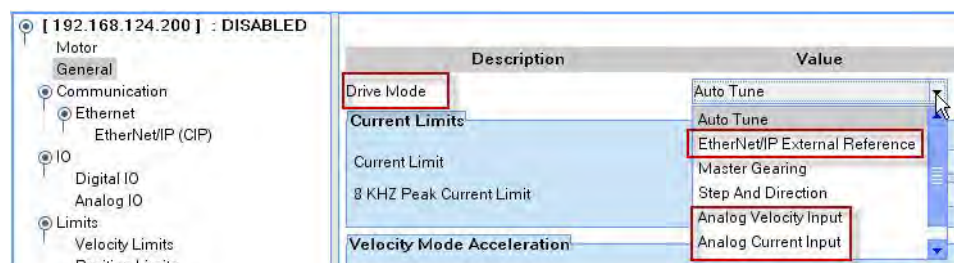 [ 192.168.124.200 ] : DISABLED
Motor
General
Communication
Ethernet
EtherNet/IP (CIP)
IO
Digital IO
Analog IO
Limits
Velocity Limits
Description
Value
Drive Mode
Auto Tune
Current Limits
Current Limit
8 KHZ Peak Current Limit
Velocity Mode Acceleration
Auto Tune
EtherNet/IP External Reference
Master Gearing
Step And Direction
Analog Velocity Input
Analog Current Input